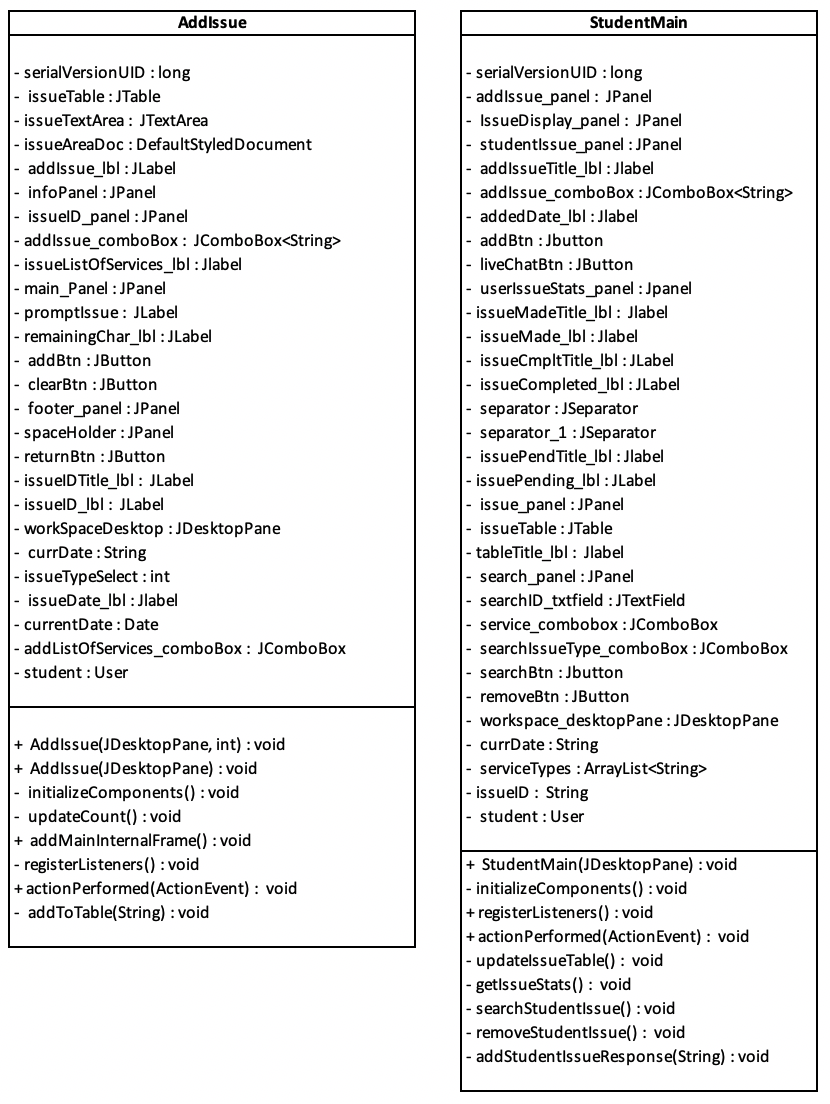 AddIssue
- serialVersionUID : long
- issueTable : JTable
- issueTextArea : JTextArea
- issueAreaDoc : DefaultStyledDocument
- addIssue_lbl : JLabel
- infoPanel : JPanel
- issueID_panel : JPanel
- addIssue_comboBox : JComboBox<String>
- issueListOfServices_lbl : Jlabel
- main_Panel : JPanel
- promptIssue : JLabel
- remainingChar_lbl : JLabel
- addBtn : JButton
- clearBtn : JButton
- footer_panel : JPanel
- spaceHolder : JPanel
- returnBtn : JButton
- issueIDTitle_lbl : JLabel
- issueID_lbl : JLabel
- workSpaceDesktop : JDesktopPane
- currDate : String
- issueTypeSelect : int
- issueDate_lbl : Jlabel
- currentDate : Date
- addListOfServices_comboBox : JComboBox
- student : User
+ AddIssue(JDesktopPane, int) : void
+ AddIssue(JDesktopPane) : void
- initializeComponents() : void
- updateCount() : void
+ addMainInternalFrame() : void
- registerListeners() : void
+ actionPerformed(ActionEvent) : void
- addToTable(String) : void
StudentMain
- serialVersionUID : long
- addIssue_panel : JPanel
- IssueDisplay_panel : JPanel
- studentIssue_panel : JPanel
- addIssueTitle_lbl : Jlabel
- addIssue_comboBox : JComboBox<String>
- addedDate_lbl : Jlabel
- addBtn : Jbutton
- liveChatBtn : JButton
- userIssueStats_panel : Jpanel
- issueMadeTitle_lbl : Jlabel
- issueMade_lbl : Jlabel
- issueCmpltTitle_lbl : JLabel
- issueCompleted_lbl : JLabel
- separator : JSeparator
- separator_1 : JSeparator
- issuePendTitle_lbl : Jlabel
- issuePending_lbl : JLabel
- issue_panel : JPanel
- issueTable : JTable
- tableTitle_lbl : Jlabel
- search_panel : JPanel
- searchID_txtfield : JTextField
- service_combobox : JComboBox
- searchIssueType_comboBox : JComboBox
- searchBtn : Jbutton
- removeBtn : JButton
- workspace_desktopPane : JDesktopPane
- currDate : String
- serviceTypes : ArrayList<String>
- issueID : String
- student : User
+ StudentMain(JDesktopPane) : void
- initializeComponents() : void
+ registerListeners() : void
+ actionPerformed(ActionEvent) : void
- updateIssueTable() : void
- getIssueStats() : void
- searchStudentIssue() : void
- removeStudentIssue() : void
- addStudentIssueResponse(String) : void